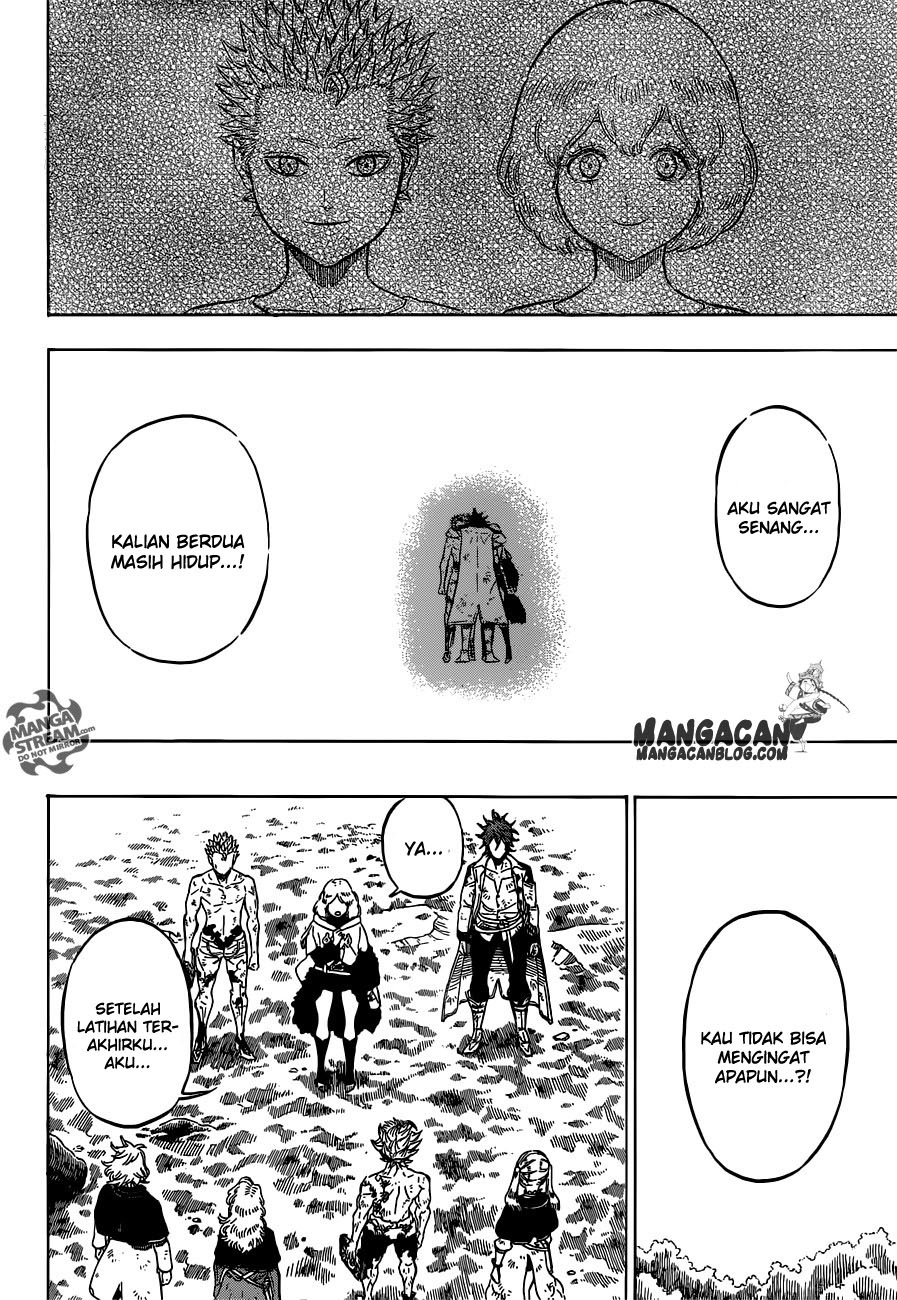 AKU SANGAT
SENANG...
KALIAN BERDUA
MASIH HIDUP...!
MANGA
STREAM.com
DO NOT MIRROR
MANGACAN
MANGACANBLOG.COM
KAU TIDAK BISA
MENGINGAT
APAPUN...?!
YA...
SETELAH
LATIHAN TER-
AKHIRKU...
AKU...